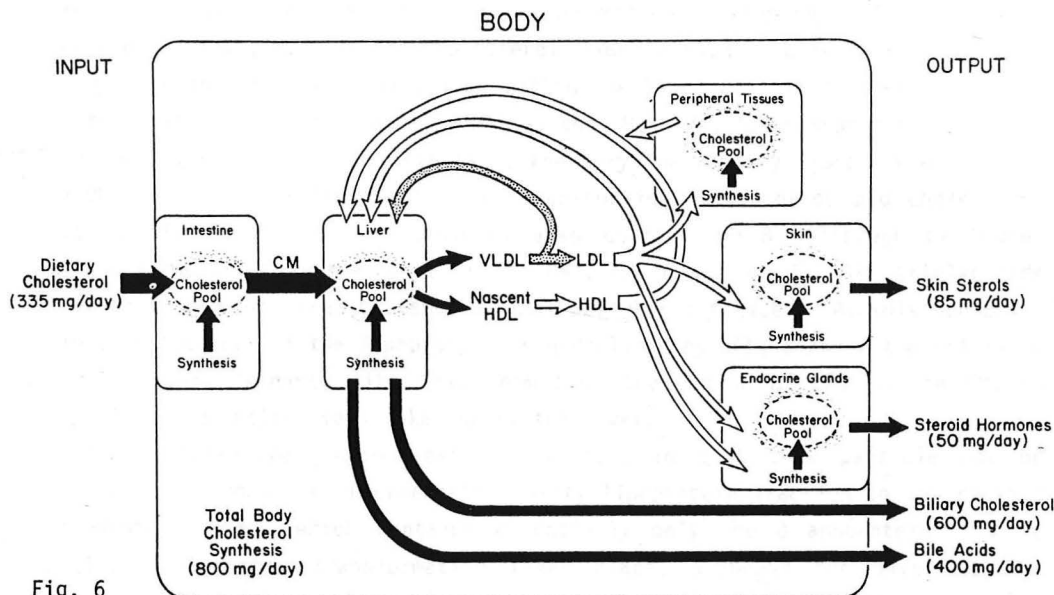 BODY
INPUT
OUTPUT
Peripheral Tissues
Cholesterol
Pool
Synthesis
Intestine
Cholesterol
Pool
Synthesis
CM
Liver
Cholesterol
Pool
Synthesis
VLDL
LDL
Nascent
HDL
HDL
Skin
Cholesterol
Pool
Synthesis
Endocrine Glands
Cholesterol
Pool
Synthesis
Dietary
Cholesterol
(335 mg/day)
Skin Sterols
(85 mg/day)
Steroid Hormones
(50 mg/day)
Biliary Cholesterol
(600 mg/day)
Bile Acids
(400 mg/day)
Total Body
Cholesterol
Synthesis
(800 mg/day)
Fig. 6